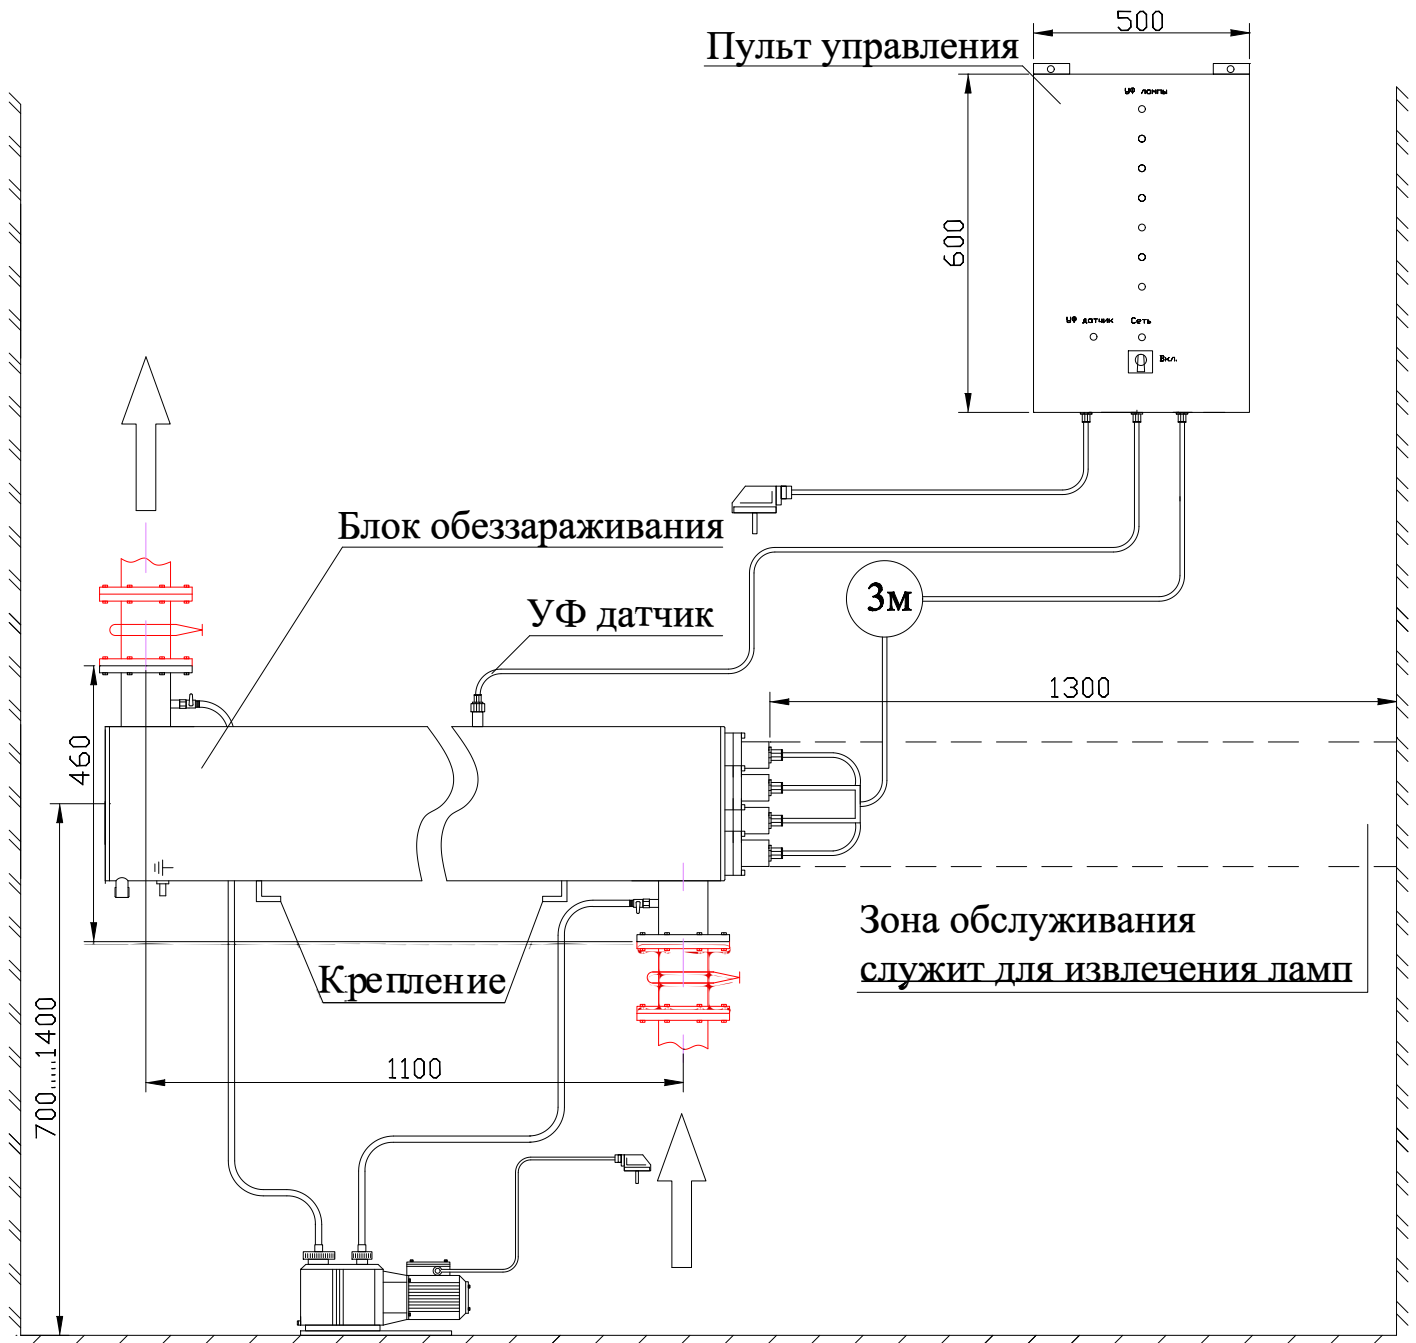 500
Пульт управления
УФ лампы
600
УФ датчик
Сеть
Вкл.
Блок обеззараживания
3м
УФ датчик
1300
460
Зона обслуживания
служит для извлечения ламп
Крепление
700.....1400
1100